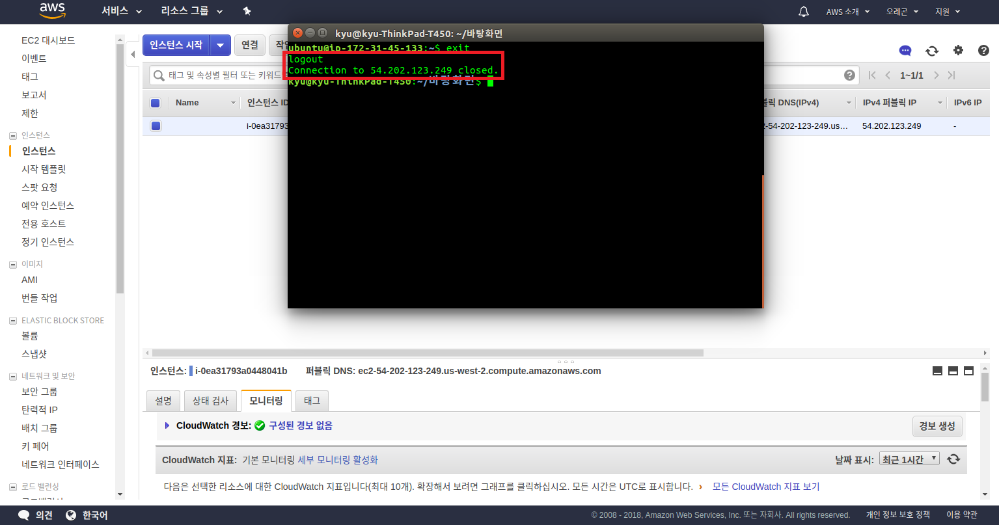 aws 서비스 리소스 그룹 AWS 소개 오레곤 지원
kyu@kyu-ThinkPad-T450: ~/바탕화면
ubuntu@ip-172-31-45-133:~$ exit
logout
Connection to 54.202.123.249 closed.
kyu@kyu-ThinkPad-T450:~/바탕화면$
EC2 대시보드
이벤트
태그
보고서
제한
인스턴스
인스턴스
시작 템플릿
스팟 요청
예약 인스턴스
전용 호스트
정기 인스턴스
이미지
AMI
번들 작업
ELASTIC BLOCK STORE
볼륨
스냅샷
네트워크 및 보안
보안 그룹
탄력적 IP
배치 그룹
키 페어
네트워크 인터페이스
로드 밸런싱
인스턴스 시작 연결
태그 및 속성별 필터 또는 키워드 1~1/1
Name 인스턴스 ID DNS(IPv4) IPv4 퍼블릭 IP IPv6 IP
i-0ea31793 -54-202-123-249.us... 54.202.123.249 -
인스턴스: i-0ea31793a0448041b 퍼블릭 DNS: ec2-54-202-123-249.us-west-2.compute.amazonaws.com
설명 상태 검사 모니터링 태그
CloudWatch 경보: 구성된 경보 없음 경보 생성
CloudWatch 지표: 기본 모니터링 세부 모니터링 활성화 날짜 표시: 최근 1시간
다음은 선택한 리소스에 대한 CloudWatch 지표입니다(최대 10개). 확장해서 보려면 그래프를 클릭하십시오. 모든 시간은 UTC로 표시합니다. › 모든 CloudWatch 지표 보기
의견 한국어 © 2008 - 2018, Amazon Web Services, Inc. 또는 자회사. All rights reserved. 개인 정보 보호 정책 이용 약관